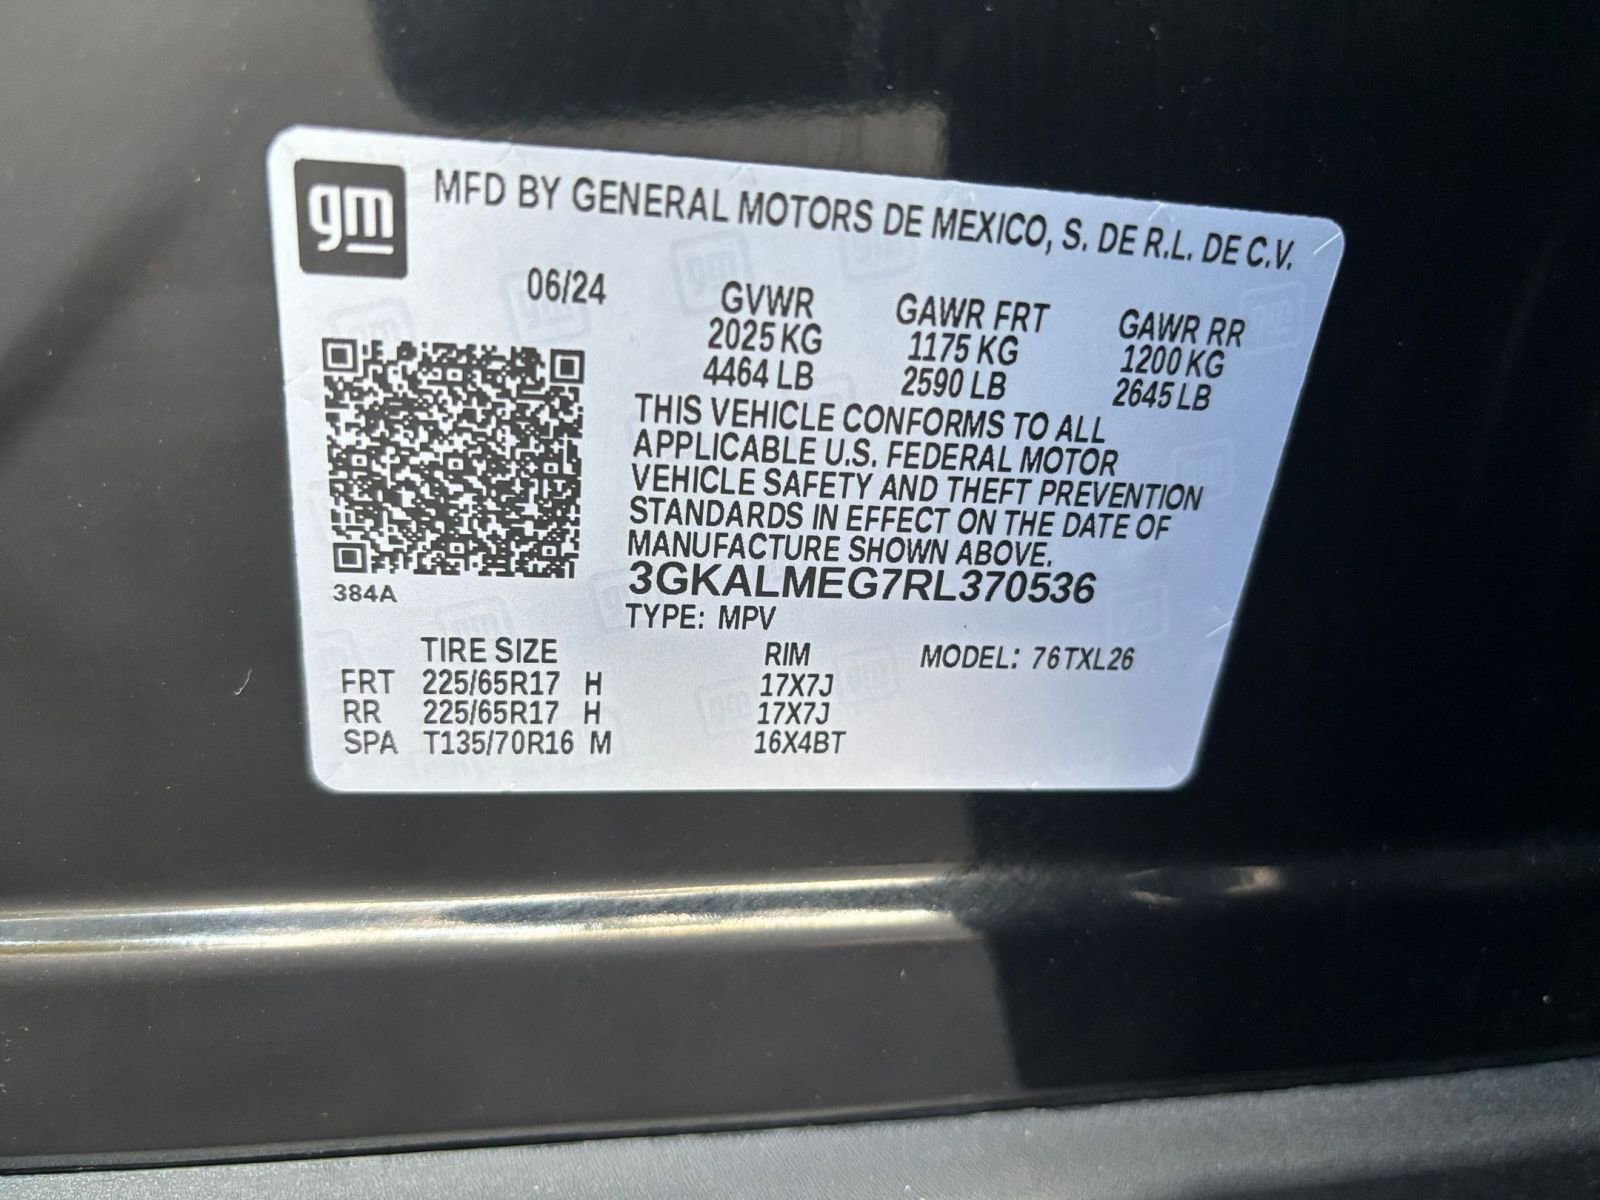 gm
MFD BY GENERAL MOTORS DE MEXICO, S. DE R.L. DE C.V.
06/24
GVWR GAWR FRT GAWR RR
2025 KG 1175 KG 1200 KG
4464 LB 2590 LB 2645 LB
THIS VEHICLE CONFORMS TO ALL
APPLICABLE U.S. FEDERAL MOTOR
VEHICLE SAFETY AND THEFT PREVENTION
STANDARDS IN EFFECT ON THE DATE OF
MANUFACTURE SHOWN ABOVE.
384A
3GKALMEG7RL370536
TYPE: MPV
TIRE SIZE RIM MODEL: 76TXL26
FRT 225/65R17 H 17X7J
RR 225/65R17 H 17X7J
SPA T135/70R16 M 16X4BT